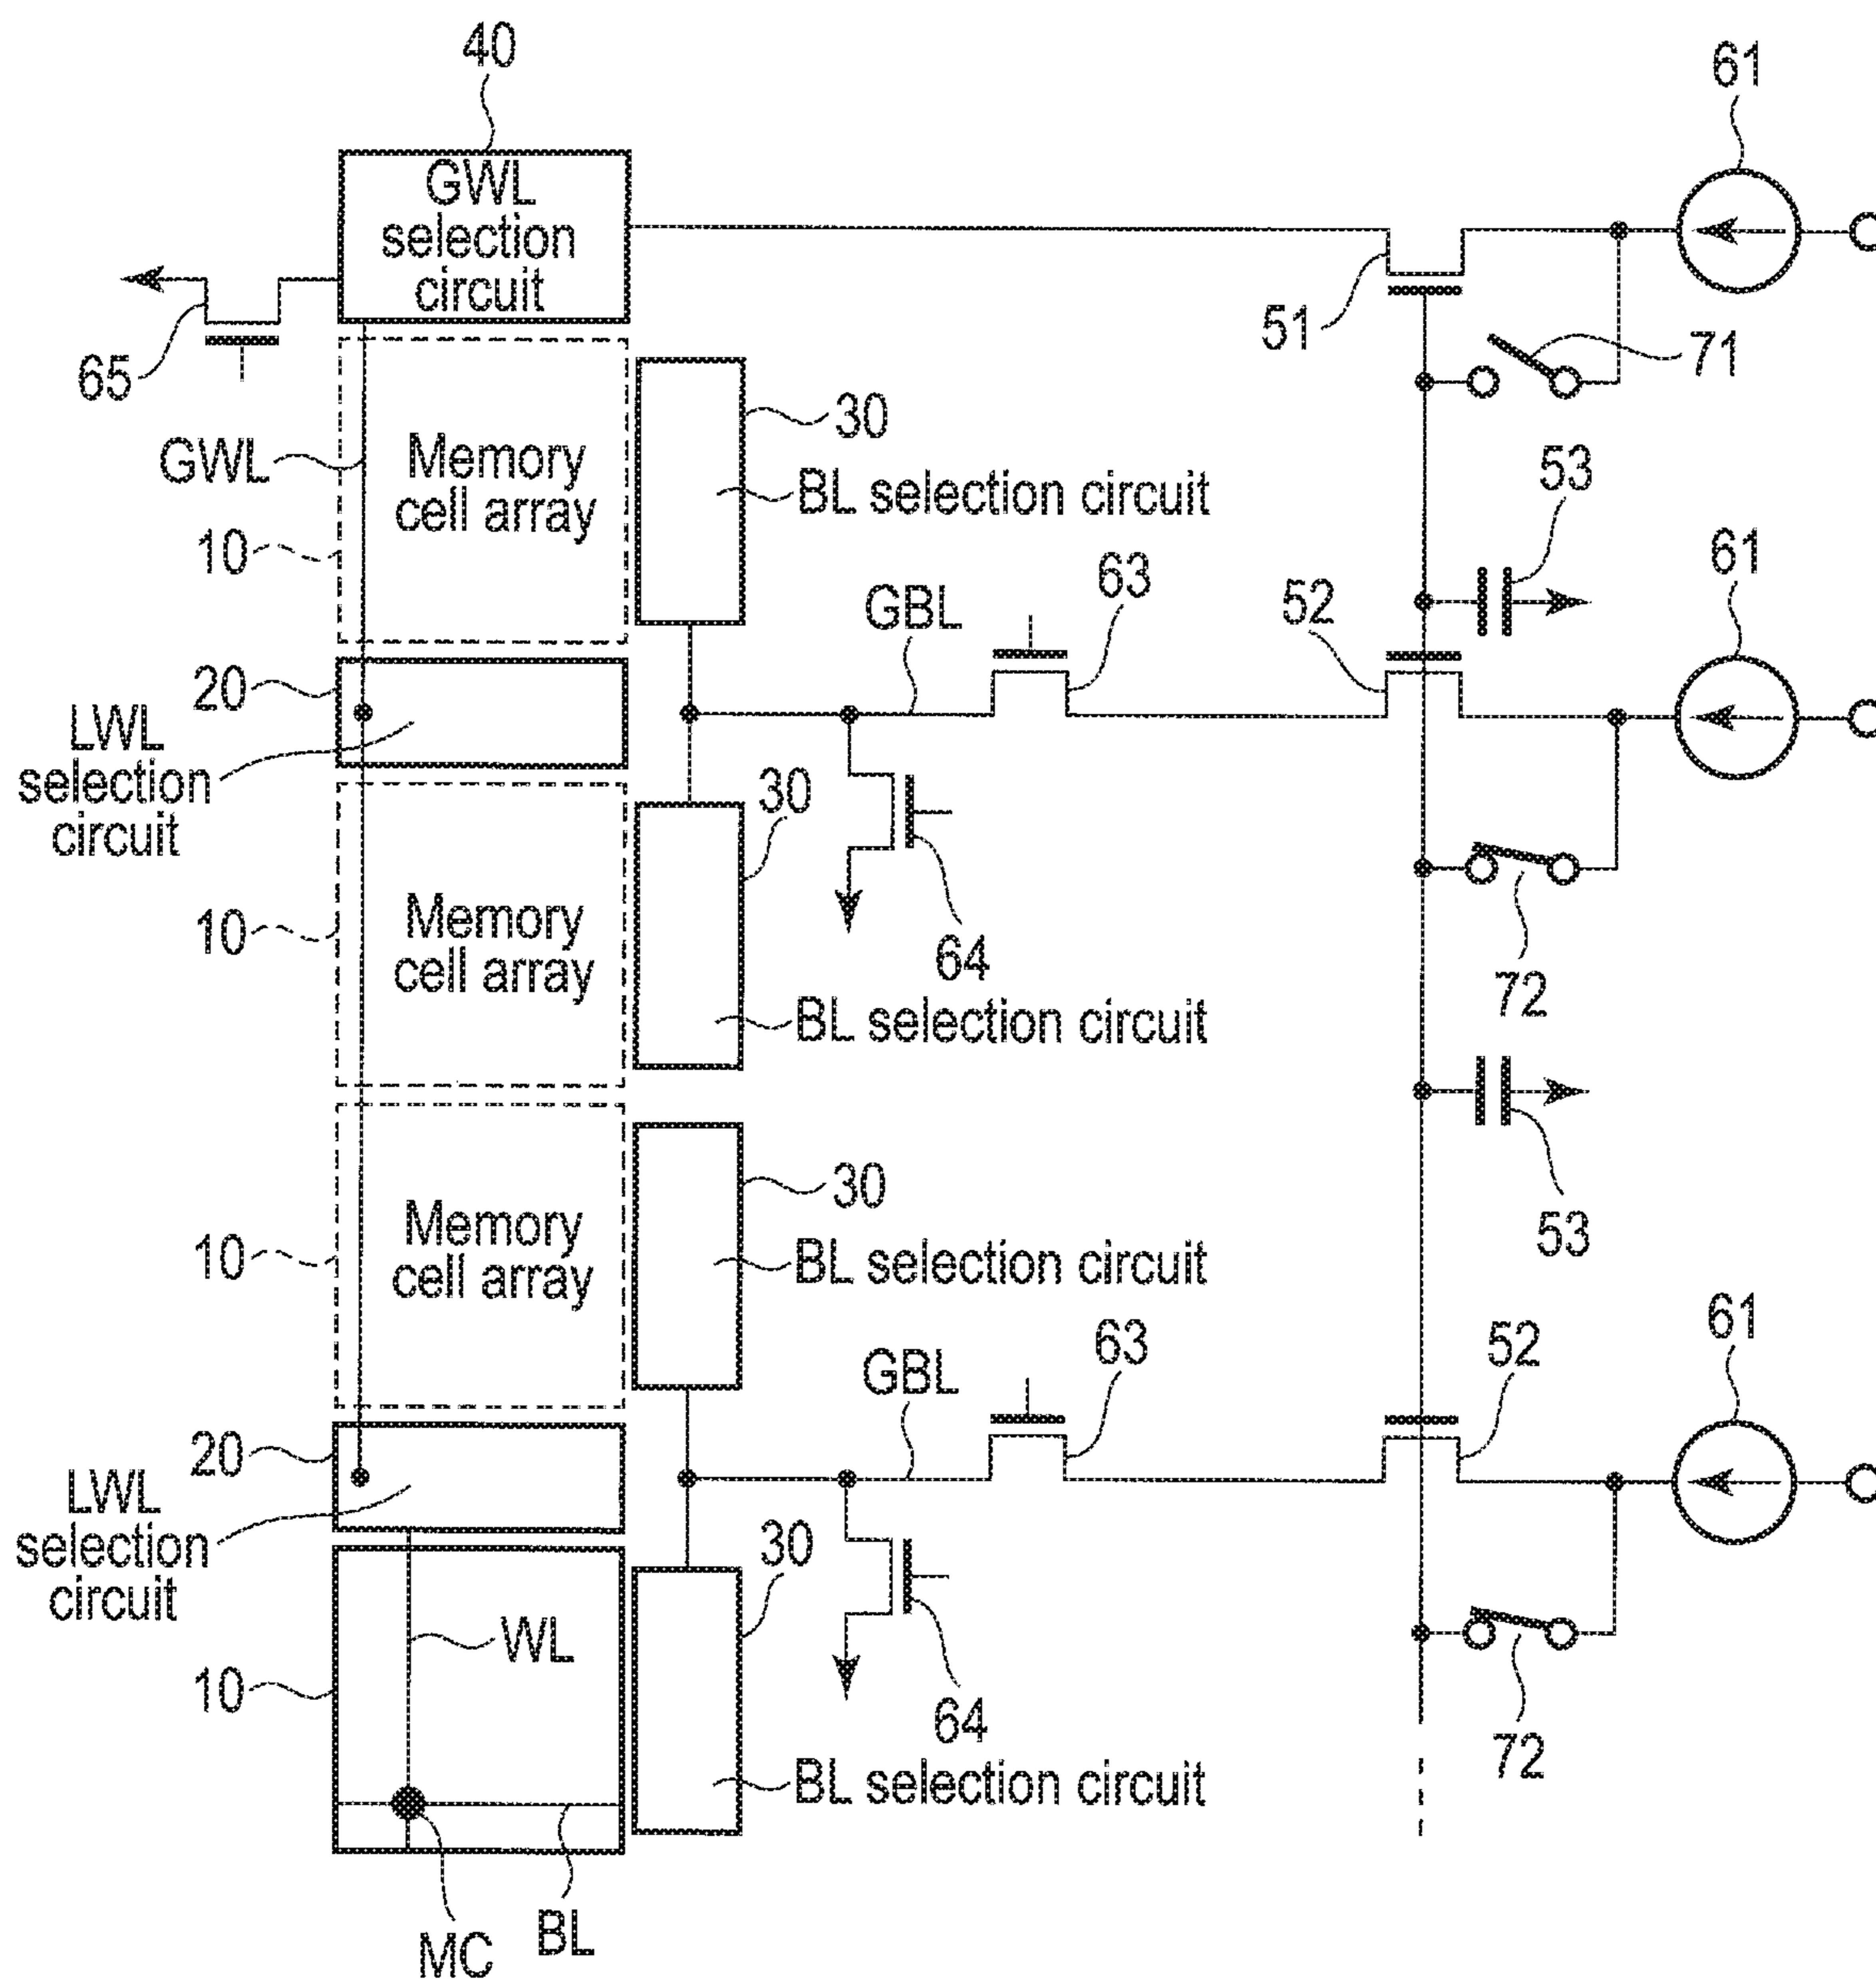 40
61
GWL
selection
circuit
51
71
65
30
GWL
Memory
cell array
BL selection circuit
53
10
61
63
52
GBL
20
LWL
selection
circuit
30
10
Memory
cell array
64
72
BL selection circuit
30
53
10
Memory
cell array
BL selection circuit
61
63
52
GBL
20
LWL
selection
circuit
30
WL
10
64
72
BL selection circuit
MC
BL